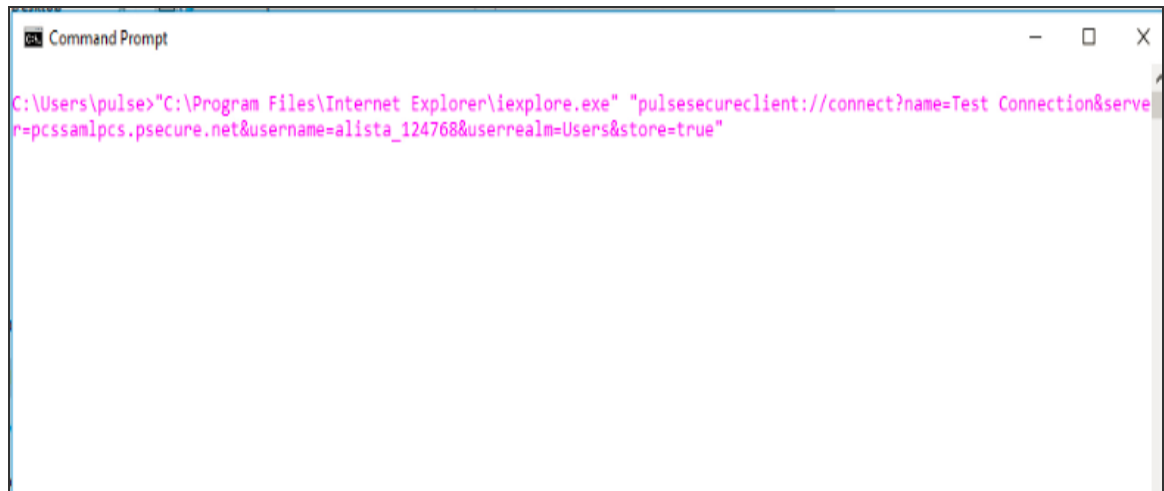 Command Prompt
C:\Users\pulse>"C:\Program Files\Internet Explorer\iexplore.exe" "pulsesecureclient://connect?name=Test Connection&serve
r=pcssamlpcs.psecure.net&username=alista_124768&userrealm=Users&store=true"